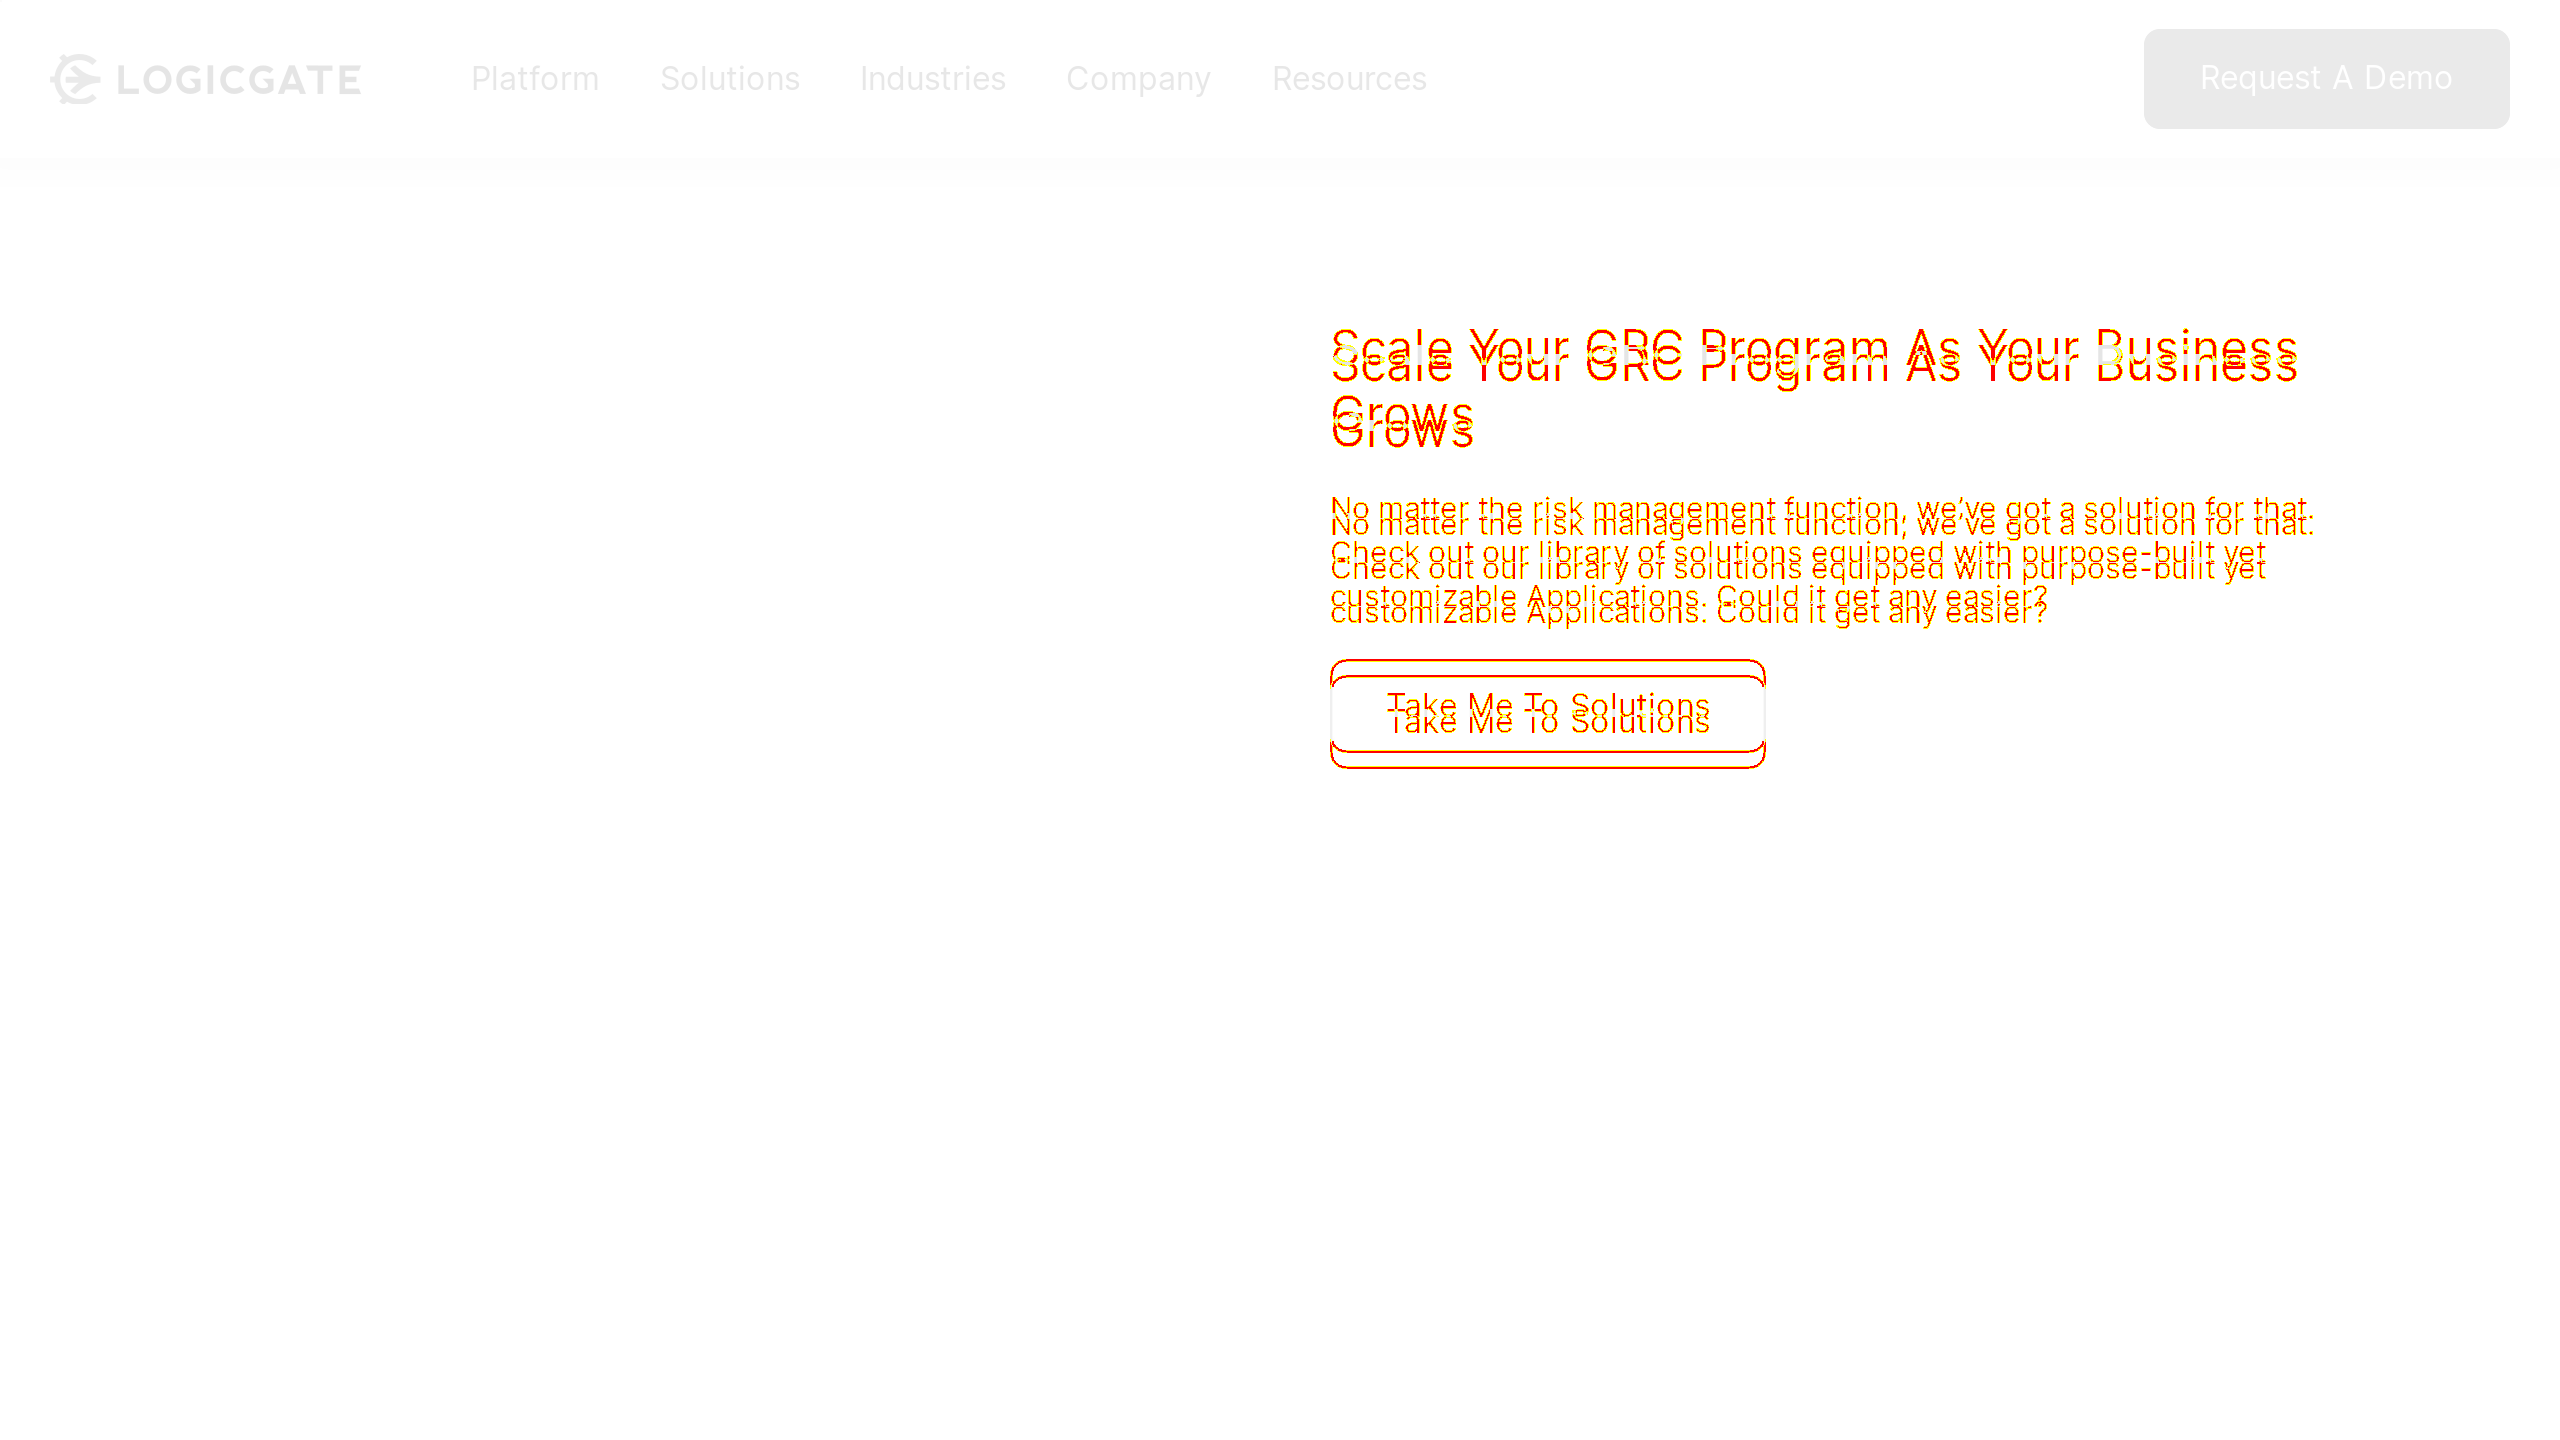 LOGICGATE
Platform Solutions Industries Company Resources
Request A Demo
Scale Your GRC Program As Your Business
Grows
No matter the risk management function, we've got a solution for that.
Check out our library of solutions equipped with purpose-built yet
customizable Applications. Could it get any easier?
Take Me To Solutions